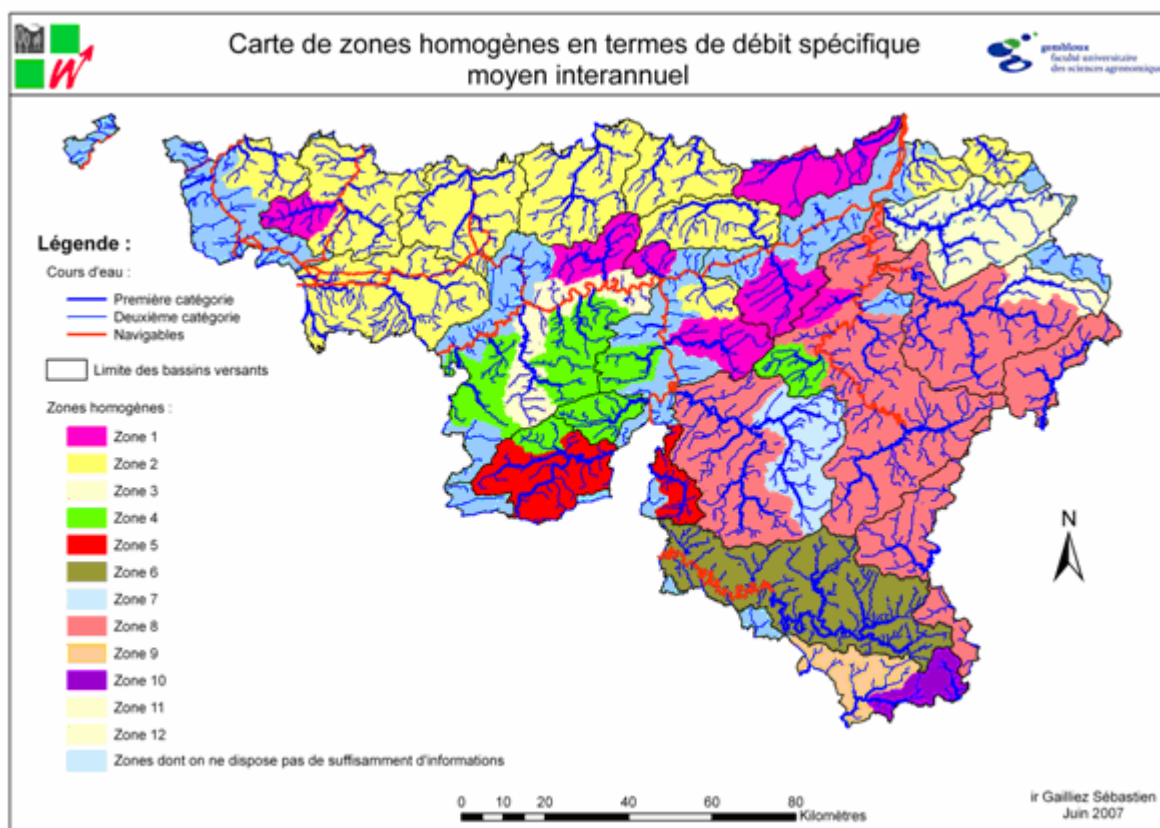 Carte de zones homogènes en termes de débit spécifique
moyen interannuel
gembloux
faculté universitaire
des sciences agronomiques
Légende :
Cours d'eau :
Première catégorie
Deuxième catégorie
Navigables
Limite des bassins versants
Zones homogènes :
Zone 1
Zone 2
Zone 3
Zone 4
Zone 5
Zone 6
Zone 7
Zone 8
Zone 9
Zone 10
Zone 11
Zone 12
Zones dont on ne dispose pas de suffisamment d'informations
N
0 5 10 20 40 60 80
Kilomètres
ir Gailliez Sébastien
Juin 2007